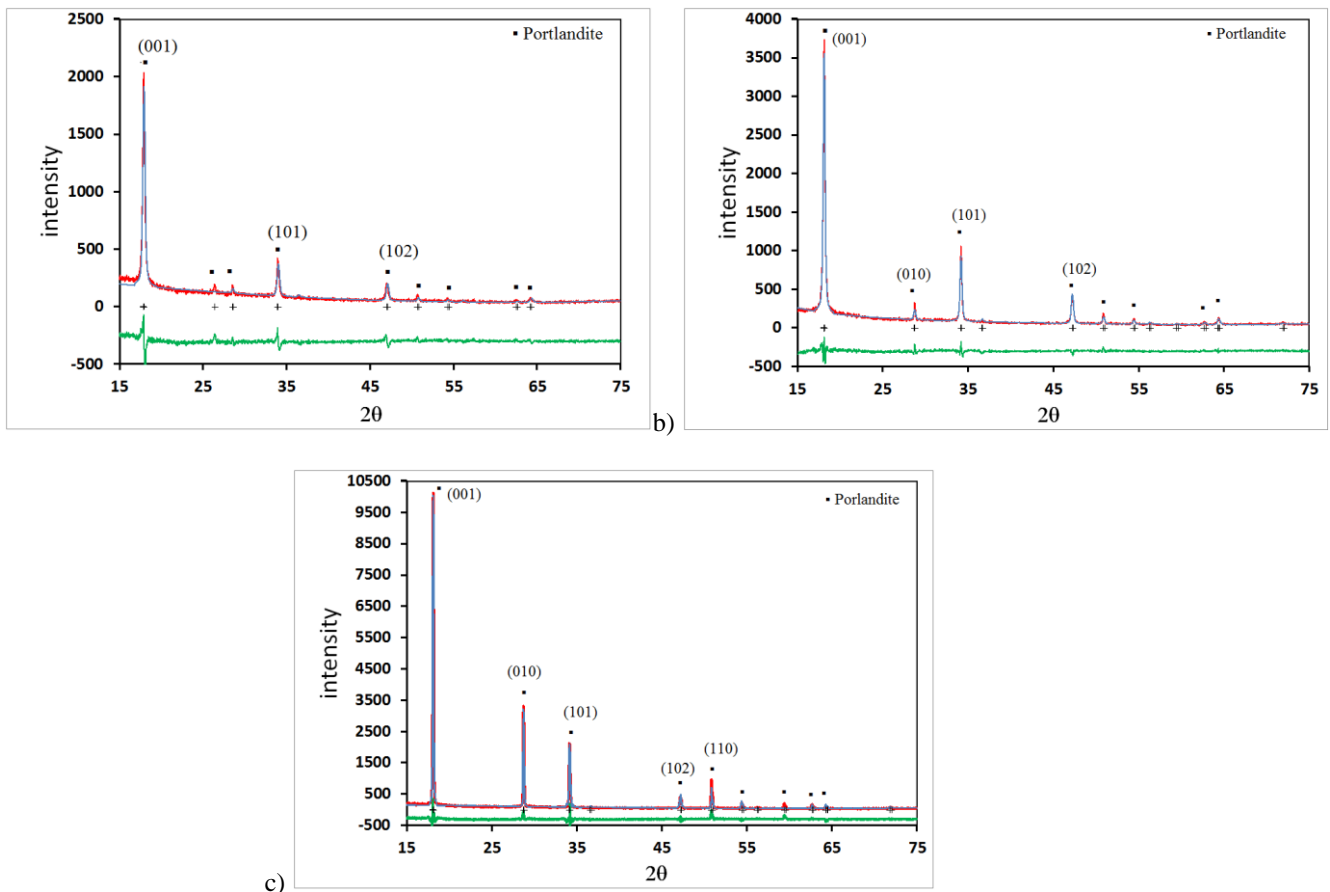 2500
2000
1500
1000
500
0
-500
intensity
(001)
(101)
(102)
▪ Portlandite
15 25 35 45 55 65 75
2θ
b)
4000
3500
3000
2500
2000
1500
1000
500
0
-500
intensity
(001)
(010)
(101)
(102)
▪ Portlandite
15 25 35 45 55 65 75
2θ
c)
10500
9500
8500
7500
6500
5500
4500
3500
2500
1500
500
-500
intensity
(001)
(010)
(101)
(102)
(110)
▪ Porlandite
15 25 35 45 55 65 75
2θ